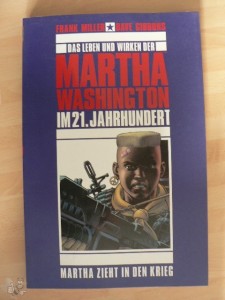 FRANK MILLER ★ DAVE GIBBONS
DAS LEBEN UND WIRKEN DER
MARTHA
WASHINGTON
IM 21. JAHRHUNDERT
MARTHA ZIEHT IN DEN KRIEG